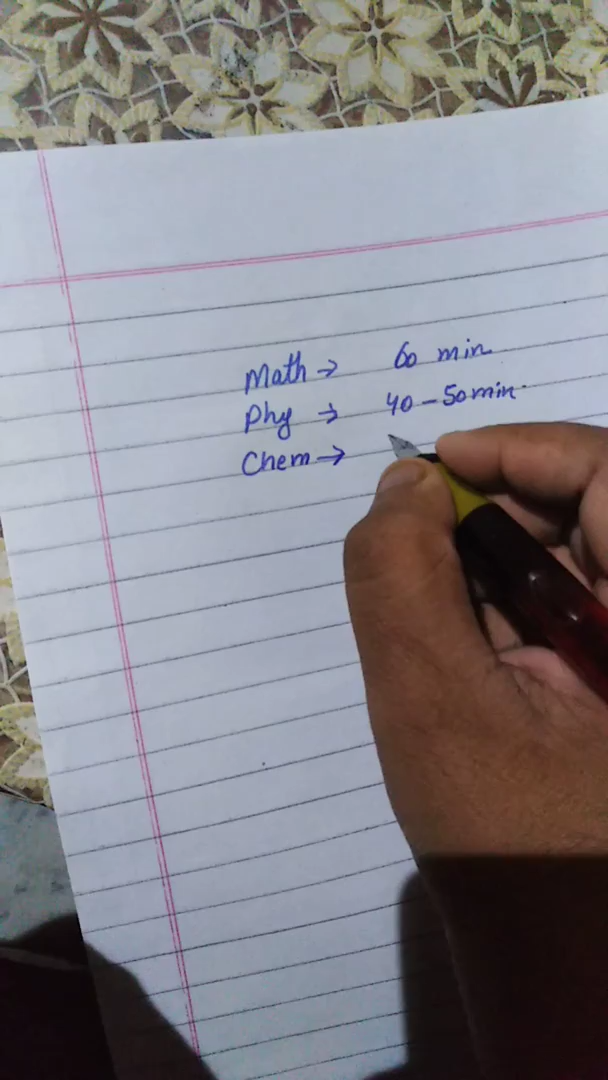 Math → 60 min
Phy → 40 - 50 min.
Chem →